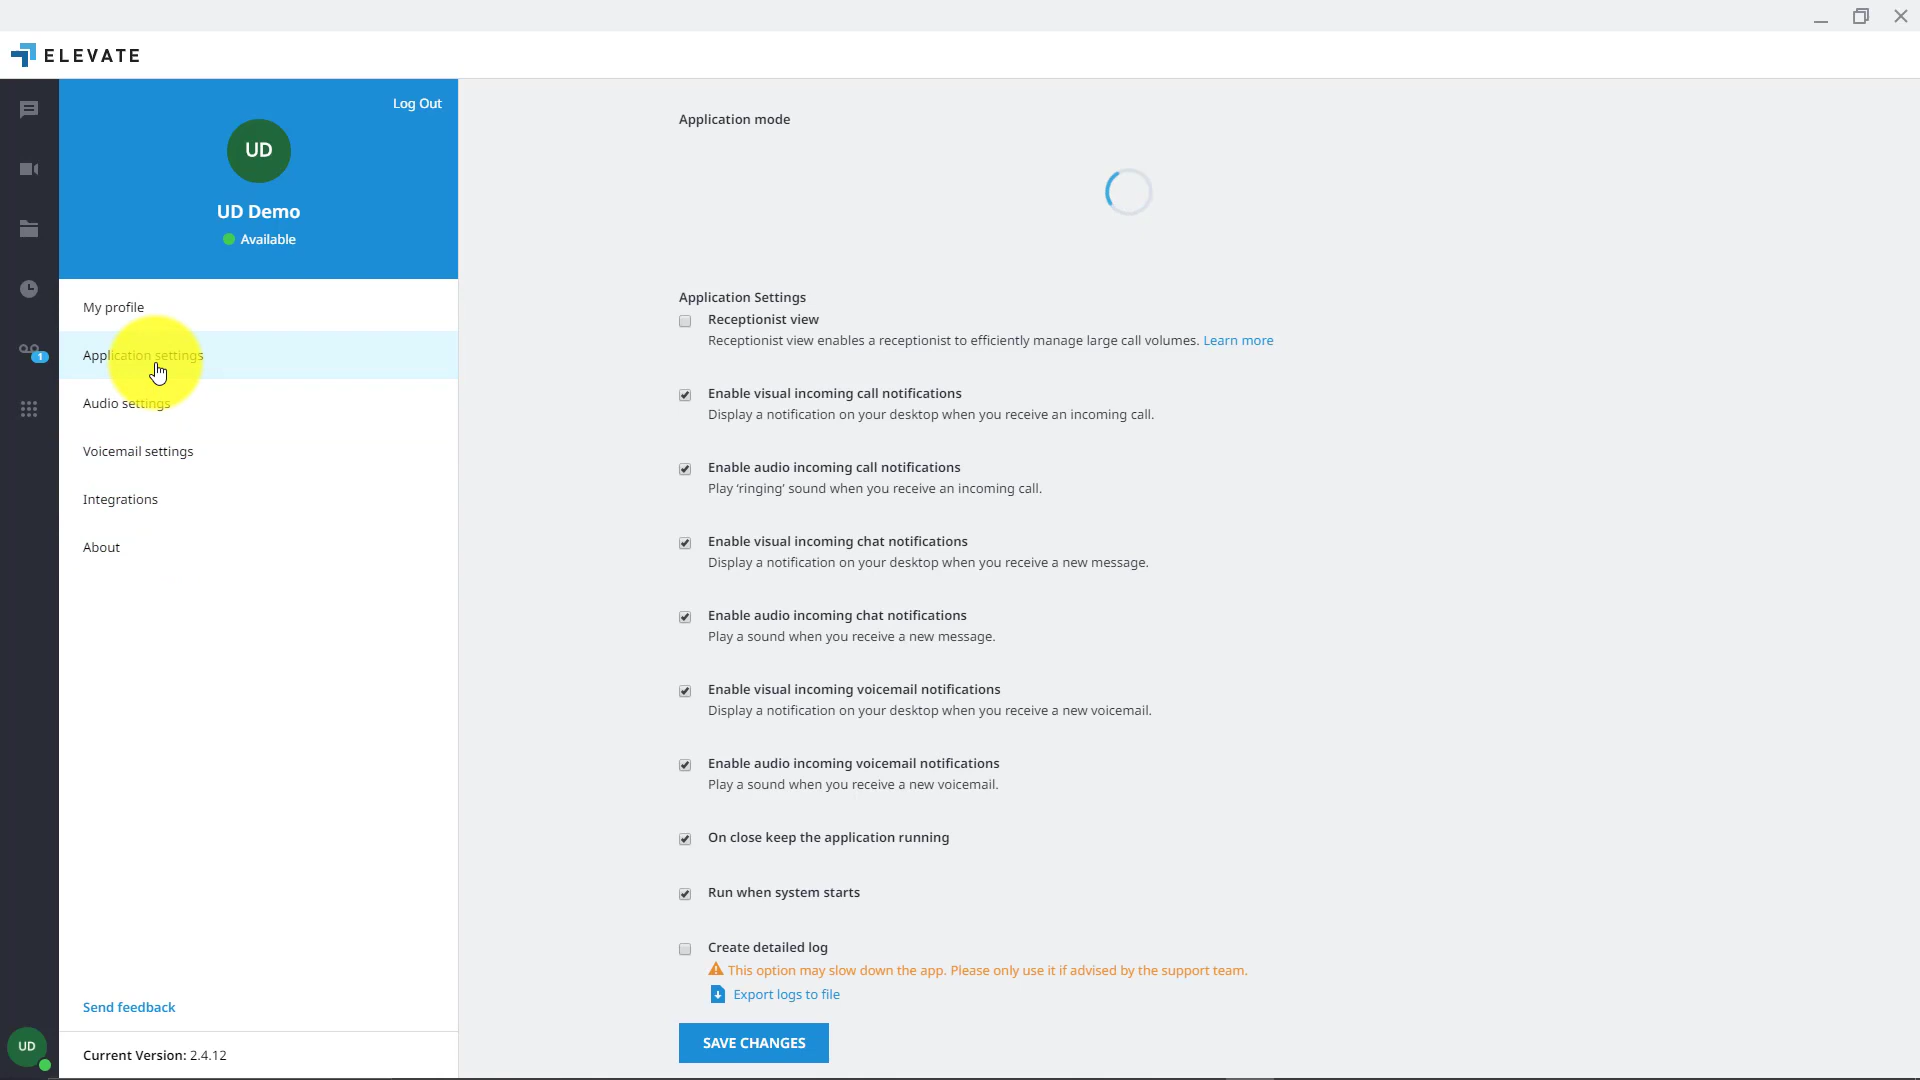 ELEVATE
Log Out
UD
UD Demo
Available
My profile
Application settings
Audio settings
Voicemail settings
Integrations
About
1
Send feedback
Current Version: 2.4.12
UD
Application mode
Application Settings
Receptionist view
Receptionist view enables a receptionist to efficiently manage large call volumes. Learn more
Enable visual incoming call notifications
Display a notification on your desktop when you receive an incoming call.
Enable audio incoming call notifications
Play ‘ringing’ sound when you receive an incoming call.
Enable visual incoming chat notifications
Display a notification on your desktop when you receive a new message.
Enable audio incoming chat notifications
Play a sound when you receive a new message.
Enable visual incoming voicemail notifications
Display a notification on your desktop when you receive a new voicemail.
Enable audio incoming voicemail notifications
Play a sound when you receive a new voicemail.
On close keep the application running
Run when system starts
Create detailed log
This option may slow down the app. Please only use it if advised by the support team.
Export logs to file
SAVE CHANGES